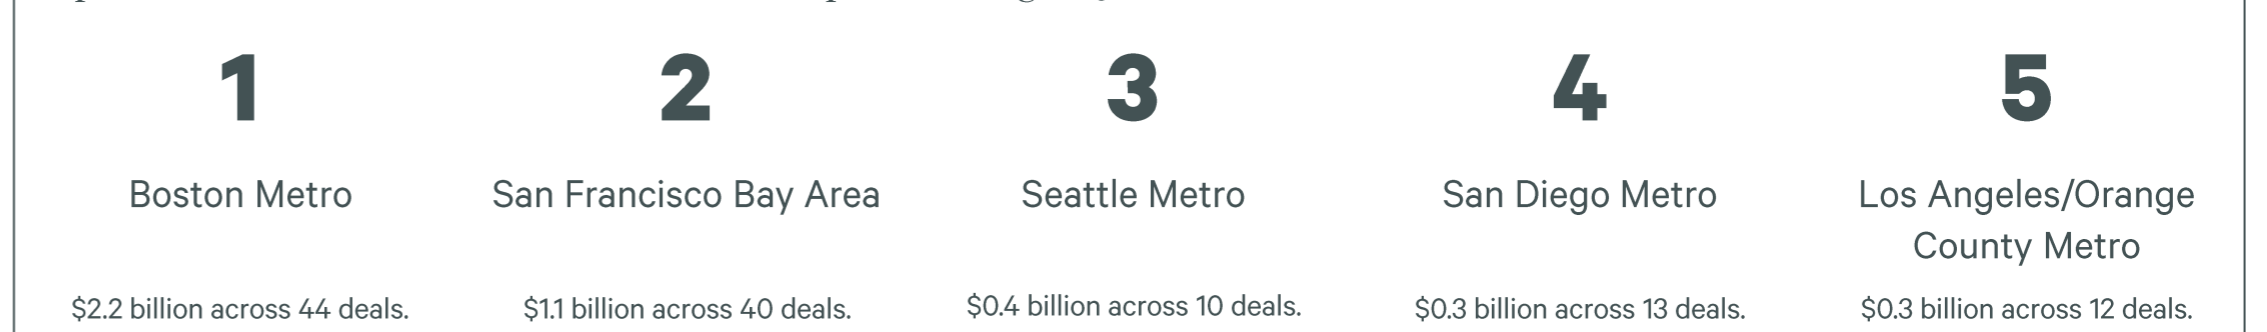 1
Boston Metro
$2.2 billion across 44 deals.
2
San Francisco Bay Area
$1.1 billion across 40 deals.
3
Seattle Metro
$0.4 billion across 10 deals.
4
San Diego Metro
$0.3 billion across 13 deals.
5
Los Angeles/Orange
County Metro
$0.3 billion across 12 deals.